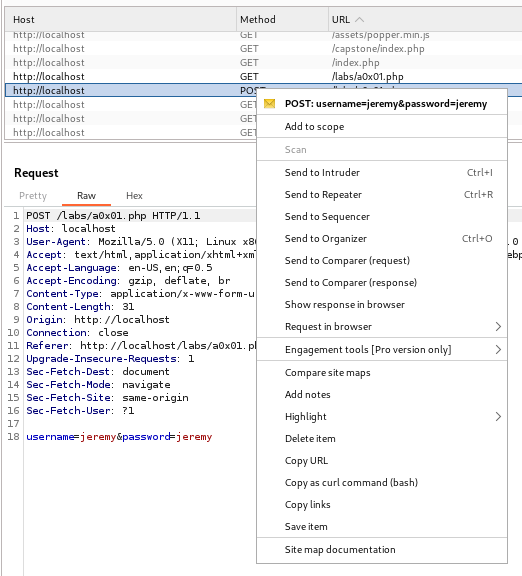 Host Method URL
http://localhost GET /assets/popper.min.js
http://localhost GET /capstone/index.php
http://localhost GET /index.php
http://localhost GET /labs/a0x01.php
http://localhost POST
http://localhost GET
http://localhost GET
http://localhost GET
POST: username=jeremy&password=jeremy
Add to scope
Scan
Send to Intruder Ctrl+I
Send to Repeater Ctrl+R
Send to Sequencer
Send to Organizer Ctrl+O
Send to Comparer (request)
Send to Comparer (response)
Show response in browser
Request in browser
Engagement tools [Pro version only]
Compare site maps
Add notes
Highlight
Delete item
Copy URL
Copy as curl command (bash)
Copy links
Save item
Site map documentation
Request
Pretty Raw Hex
1 POST /labs/a0x01.php HTTP/1.1
2 Host: localhost
3 User-Agent: Mozilla/5.0 (X11; Linux x8
4 Accept: text/html,application/xhtml+xml
5 Accept-Language: en-US,en;q=0.5
6 Accept-Encoding: gzip, deflate, br
7 Content-Type: application/x-www-form-u
8 Content-Length: 31
9 Origin: http://localhost
10 Connection: close
11 Referer: http://localhost/labs/a0x01.ph
12 Upgrade-Insecure-Requests: 1
13 Sec-Fetch-Dest: document
14 Sec-Fetch-Mode: navigate
15 Sec-Fetch-Site: same-origin
16 Sec-Fetch-User: ?1
17
18 username=jeremy&password=jeremy